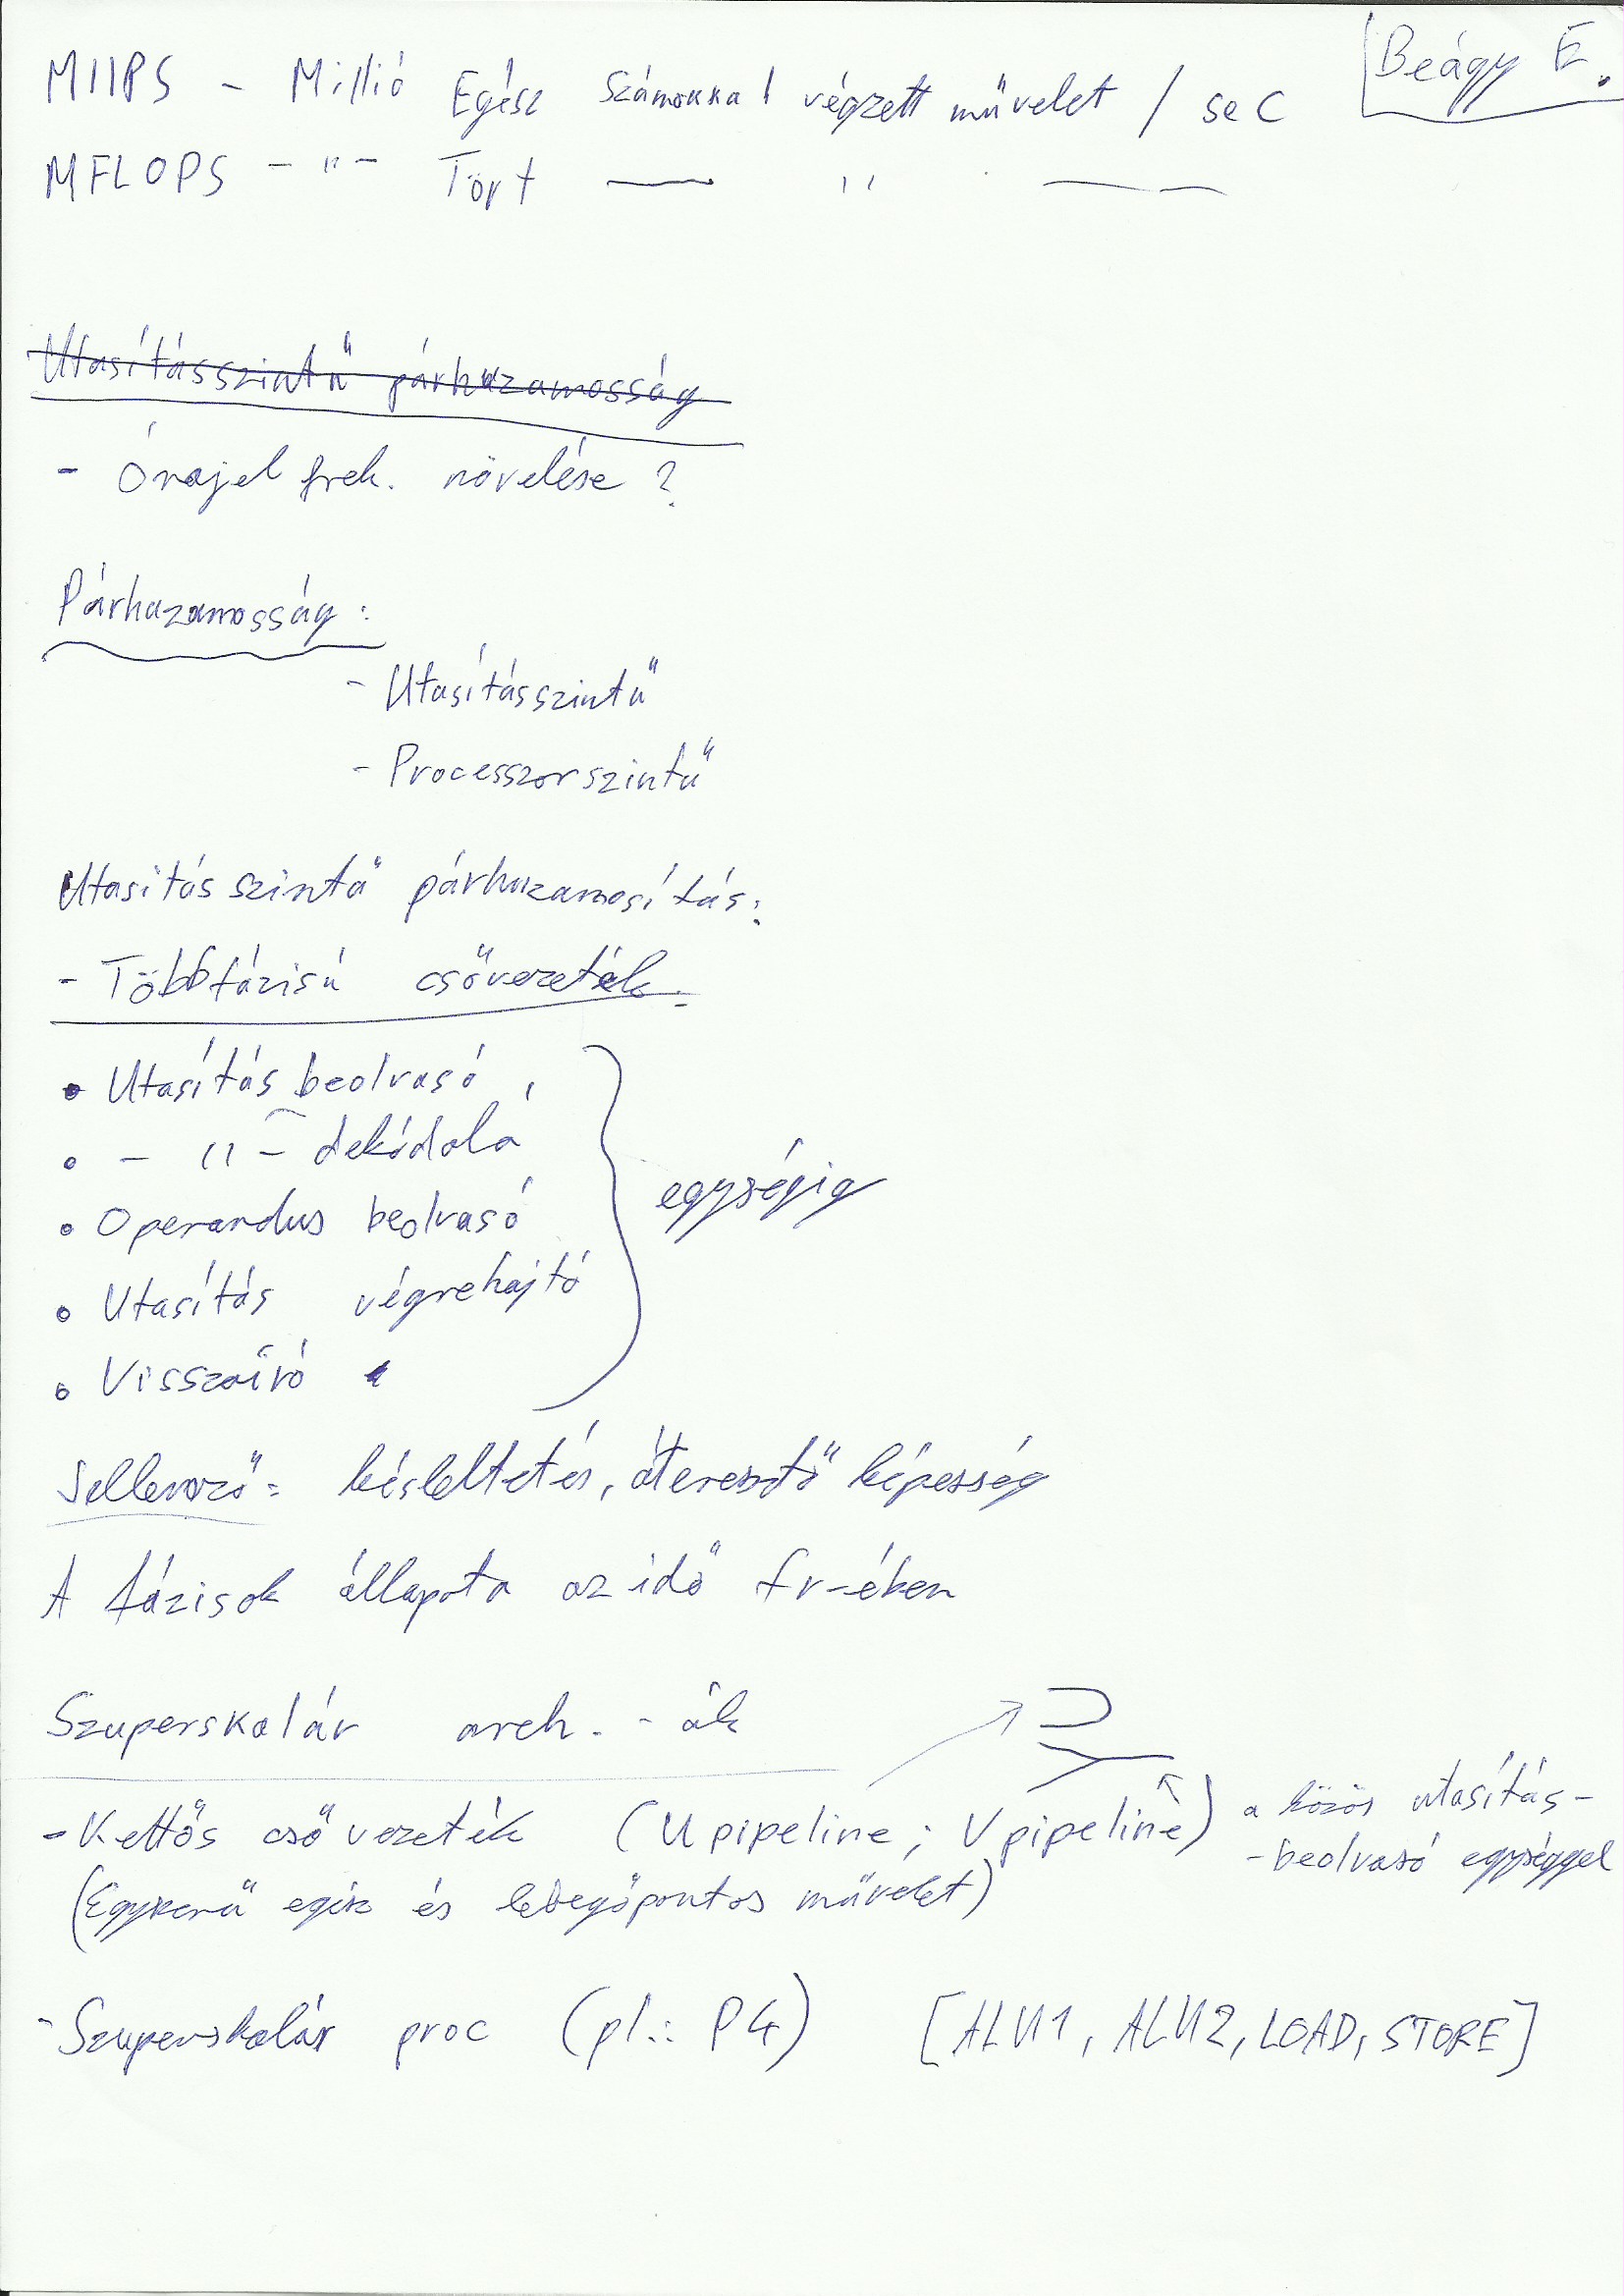 Beágy E.
MIIPS - Millió Egész Számokkal végzett művelet / sec
MFLOPS - " - Tört — " —
Utasításszintű párhuzamosság
- Órajel frek. növelése ?
Párhuzamosság :
- Utasításszintű
- Processzorszintű
Utasításszintű párhuzamosítás:
- Többfázisú csővezeték:
• Utasítás beolvasó
• - " - dekódoló
• Operandus beolvasó
egységig
• Utasítás végrehajtó
• Visszaíró
Jellemző: késleltetés, áteresztő képesség
A fázisok állapota az idő fv-ében
Szuperskalár arch. - ák
- Kettős csővezeték (U pipeline ; V pipeline) a közös utasítás-
-beolvasó egységgel
(Egyszerű egész és lebegőpontos művelet)
- Szuperskalár proc (pl.: P4) [ALU1, ALU2, LOAD, STORE]